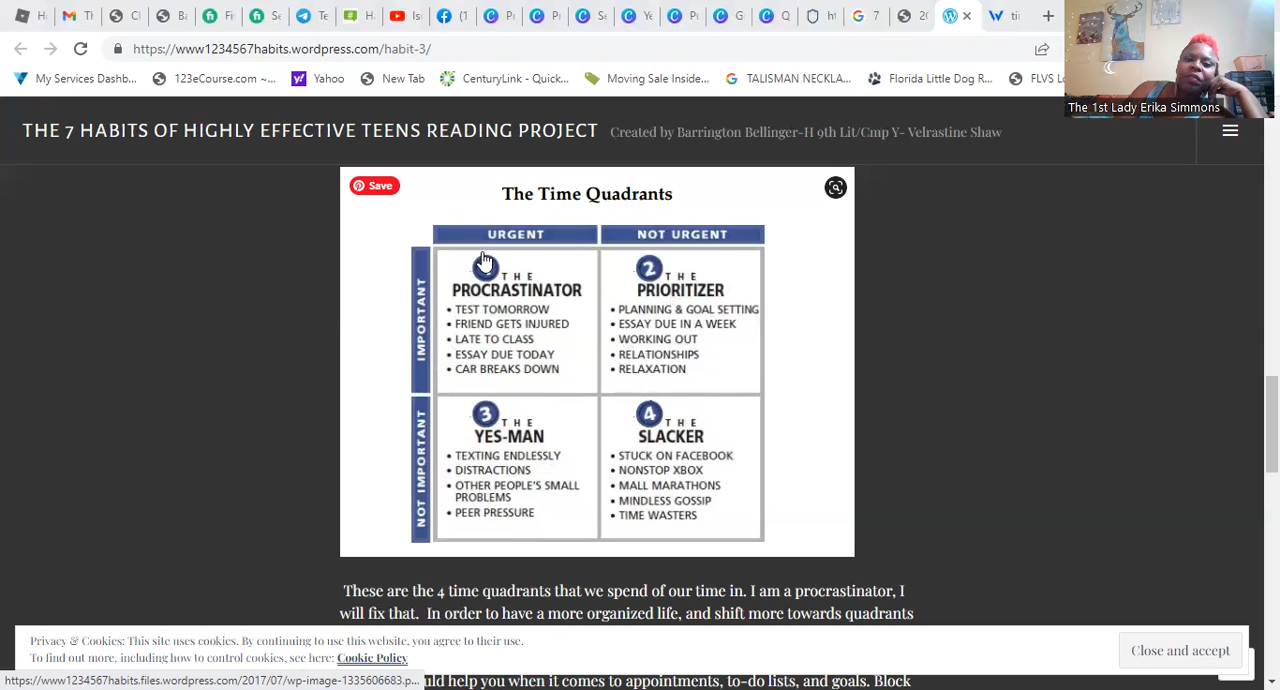 https://www1234567habits.wordpress.com/habit-3/
My Services Dashb...
123eCourse.com ~...
Yahoo
New Tab
CenturyLink - Quick...
Moving Sale Inside...
TALISMAN NECKLA...
Florida Little Dog R...
The 1st Lady Erika Simmons
THE 7 HABITS OF HIGHLY EFFECTIVE TEENS READING PROJECT
Created by Barrington Bellinger-H 9th Lit/Cmp Y- Velrastine Shaw
Save
The Time Quadrants
URGENT
NOT URGENT
IMPORTANT
THE
PROCRASTINATOR
• TEST TOMORROW
• FRIEND GETS INJURED
• LATE TO CLASS
• ESSAY DUE TODAY
• CAR BREAKS DOWN
2 THE
PRIORITIZER
• PLANNING & GOAL SETTING
• ESSAY DUE IN A WEEK
• WORKING OUT
• RELATIONSHIPS
• RELAXATION
NOT IMPORTANT
3 THE
YES-MAN
• TEXTING ENDLESSLY
• DISTRACTIONS
• OTHER PEOPLE'S SMALL
PROBLEMS
• PEER PRESSURE
4 THE
SLACKER
• STUCK ON FACEBOOK
• NONSTOP XBOX
• MALL MARATHONS
• MINDLESS GOSSIP
• TIME WASTERS
These are the 4 time quadrants that we spend of our time in. I am a procrastinator, I
will fix that. In order to have a more organized life, and shift more towards quadrants
Privacy & Cookies: This site uses cookies. By continuing to use this website, you agree to their use.
To find out more, including how to control cookies, see here: Cookie Policy
Close and accept
https://www1234567habits.files.wordpress.com/2017/07/wp-image-1335606683.p...
help you when it comes to appointments, to-do lists, and goals. Block